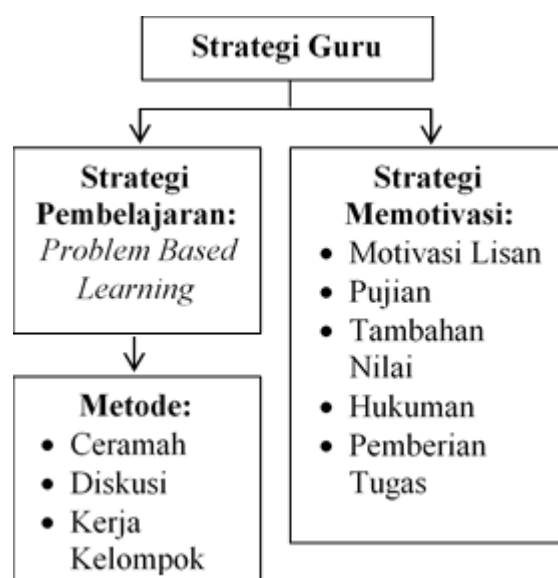 Strategi Guru
Strategi
Pembelajaran:
Problem Based
Learning
Metode:
• Ceramah
• Diskusi
• Kerja
Kelompok
Strategi
Memotivasi:
• Motivasi Lisan
• Pujian
• Tambahan
Nilai
• Hukuman
• Pemberian
Tugas